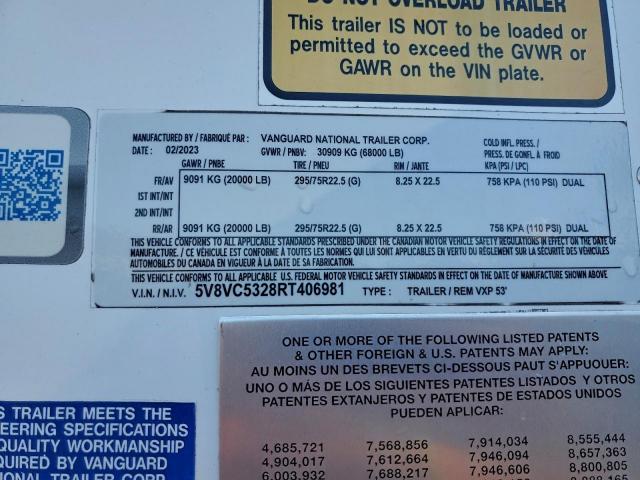 DO NOT OVERLOAD TRAILER
This trailer IS NOT to be loaded or
permitted to exceed the GVWR or
GAWR on the VIN plate.
MANUFACTURED BY / FABRIQUÉ PAR : VANGUARD NATIONAL TRAILER CORP.
DATE : 02/2023 GVWR / PNBV: 30909 KG (68000 LB)
COLD INFL. PRESS./
PRESS. DE GONFL. À FROID
GAWR / PNBE TIRE / PNEU RIM / JANTE (KPA (PSI / LPC)
FR/AV 9091 KG (20000 LB) 295/75R22.5 (G) 8.25 X 22.5 758 KPA (110 PSI) DUAL
1ST INT/INT
2ND INT/INT
RR/AR 9091 KG (20000 LB) 295/75R22.5 (G) 8.25 X 22.5 758 KPA (110 PSI) DUAL
THIS VEHICLE CONFORMS TO ALL APPLICABLE STANDARDS PRESCRIBED UNDER THE CANADIAN MOTOR VEHICLE SAFETY REGULATIONS IN EFFECT ON THE DATE OF
MANUFACTURE. / CE VÉHICULE EST CONFORME À TOUTES LES NORMES QUI LUI SONT APPLICABLES EN VERTU DU RÈGLEMENT SUR LA SÉCURITÉ DES VÉHICULES
AUTOMOBILES DU CANADA EN VIGUEUR À LA DATE DE SA FABRICATION.
THIS VEHICLE CONFORMS TO ALL APPLICABLE U.S. FEDERAL MOTOR VEHICLE SAFETY STANDARDS IN EFFECT ON THE DATE OF MANUFACTURE SHOWN ABOVE
V.I.N. / N.I.V. 5V8VC5328RT406981 TYPE : TRAILER / REM VXP 53'
ONE OR MORE OF THE FOLLOWING LISTED PATENTS
& OTHER FOREIGN & U.S. PATENTS MAY APPLY:
AU MOINS UN DES BREVETS CI-DESSOUS PAUT S'APPUOUER:
UNO O MÁS DE LOS SIGUIENTES PATENTES LISTADOS Y OTROS
PATENTES EXTANJEROS Y PATENTES DE ESTADOS UNIDOS
PUEDEN APLICAR:
4,685,721 7,568,856 7,914,034 8,555,444
4,904,017 7,612,664 7,946,094 8,657,363
6,003,932 7,688,217 7,946,606 8,800,805
S TRAILER MEETS THE
EERING SPECIFICATIONS
QUALITY WORKMANSHIP
QUIRED BY VANGUARD
ONAL TRAILER CORP